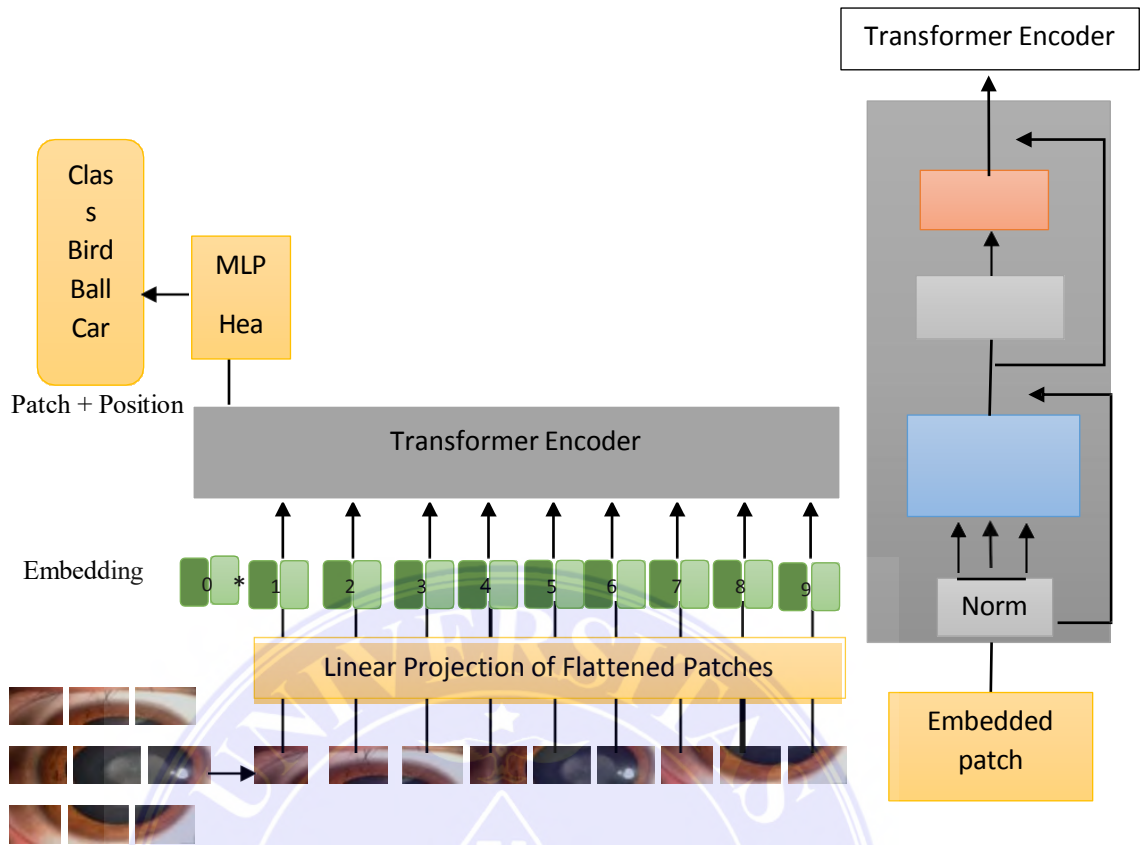 Transformer Encoder
Clas
s
Bird
Ball
Car
MLP
Hea
Patch + Position
Transformer Encoder
Embedding
0 * 1 2 3 4 5 6 7 8 9
Norm
Linear Projection of Flattened Patches
Embedded
patch
UNIVERSITAS